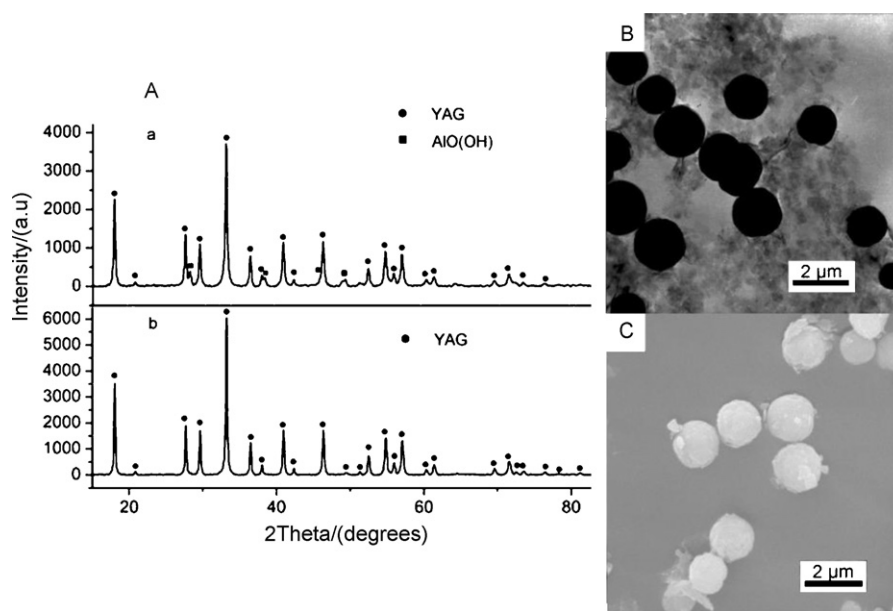 A
a
● YAG
■ AlO(OH)
4000
3000
2000
1000
0
b
● YAG
6000
5000
4000
3000
2000
1000
0
Intensity/(a.u)
20 40 60 80
2Theta/(degrees)
B
2 μm
C
2 μm